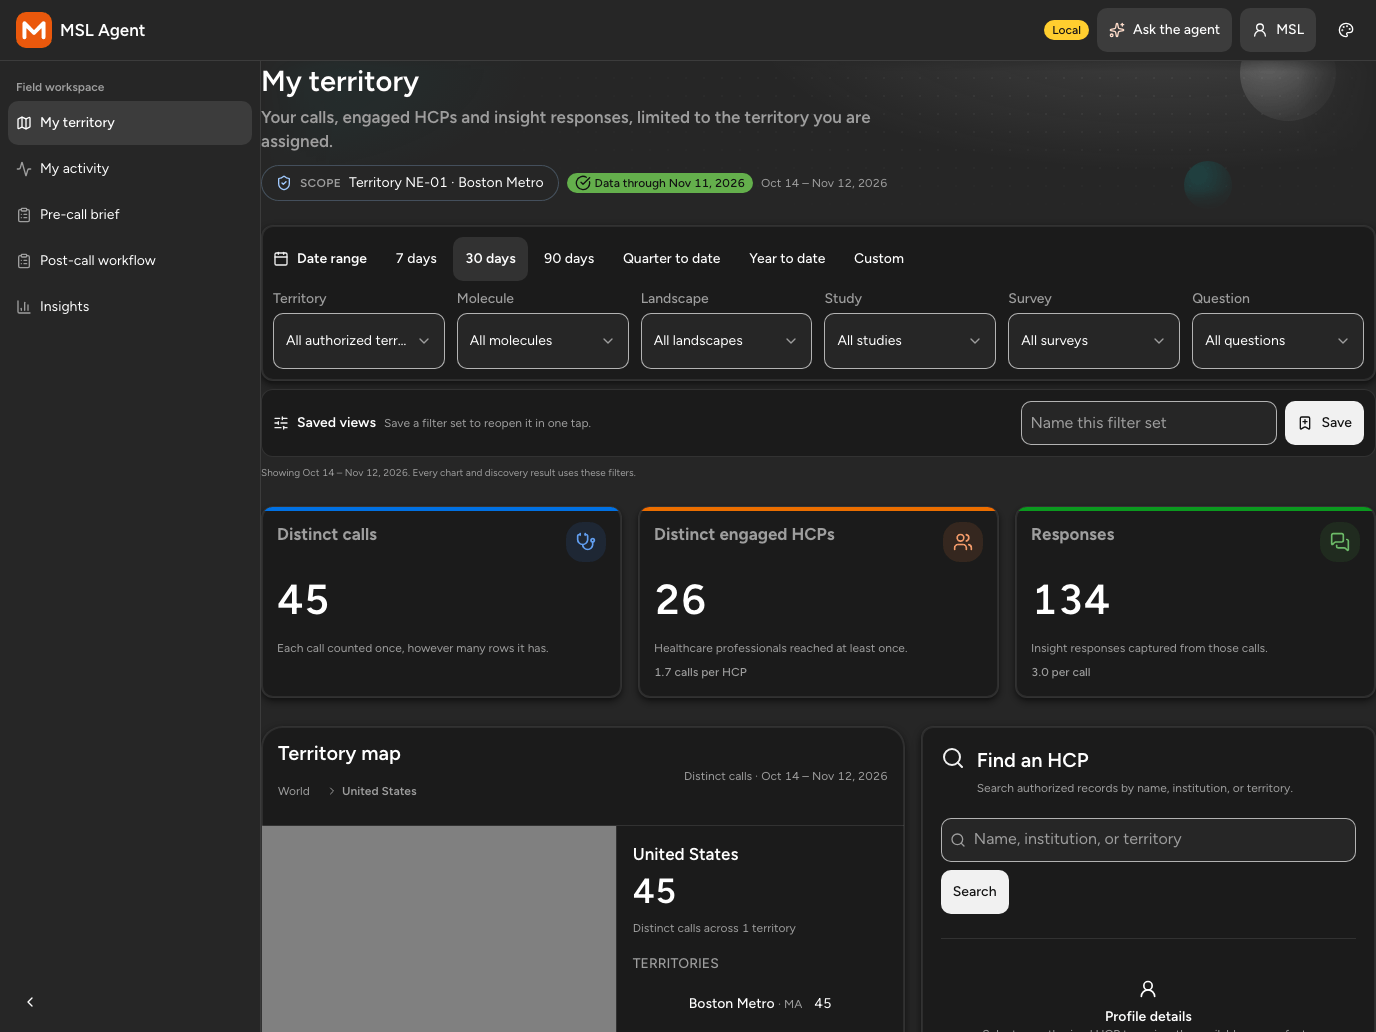 MSL Agent
Local
Ask the agent
MSL
Field workspace
My territory
My activity
Pre-call brief
Post-call workflow
Insights
My territory
Your calls, engaged HCPs and insight responses, limited to the territory you are
assigned.
SCOPE Territory NE-01 · Boston Metro
Data through Nov 11, 2026
Oct 14 – Nov 12, 2026
Date range
7 days
30 days
90 days
Quarter to date
Year to date
Custom
Territory
Molecule
Landscape
Study
Survey
Question
All authorized terr...
All molecules
All landscapes
All studies
All surveys
All questions
Saved views
Save a filter set to reopen it in one tap.
Name this filter set
Save
Showing Oct 14 – Nov 12, 2026. Every chart and discovery result uses these filters.
Distinct calls
45
Each call counted once, however many rows it has.
Distinct engaged HCPs
26
Healthcare professionals reached at least once.
1.7 calls per HCP
Responses
134
Insight responses captured from those calls.
3.0 per call
Territory map
World > United States
Distinct calls · Oct 14 – Nov 12, 2026
United States
45
Distinct calls across 1 territory
TERRITORIES
Boston Metro · MA 45
Find an HCP
Search authorized records by name, institution, or territory.
Name, institution, or territory
Search
Profile details